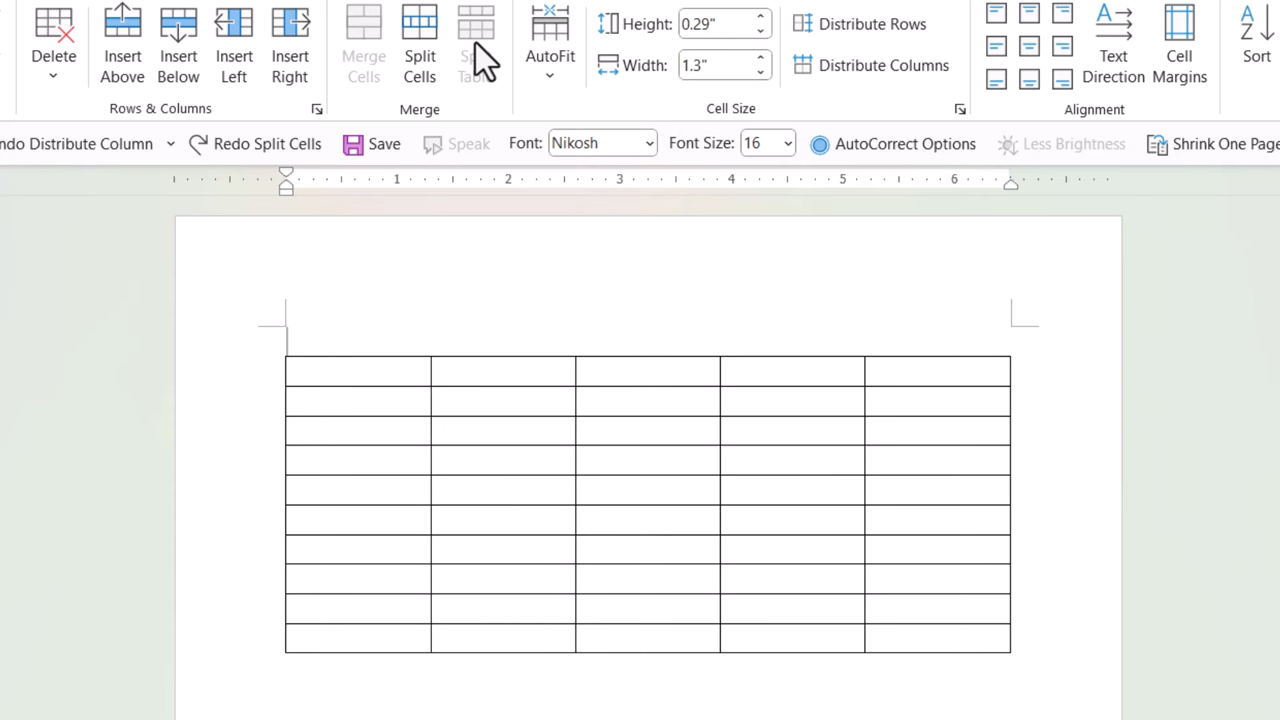 Delete
Insert Above
Insert Below
Insert Left
Insert Right
Merge Cells
Split Cells
AutoFit
Height: 0.29"
Width: 1.3"
Distribute Rows
Distribute Columns
Text Direction
Cell Margins
Sort
Rows & Columns
Merge
Cell Size
Alignment
ndo Distribute Column
Redo Split Cells
Save
Speak
Font: Nikosh
Font Size: 16
AutoCorrect Options
Less Brightness
Shrink One Page
1 2 3 4 5 6